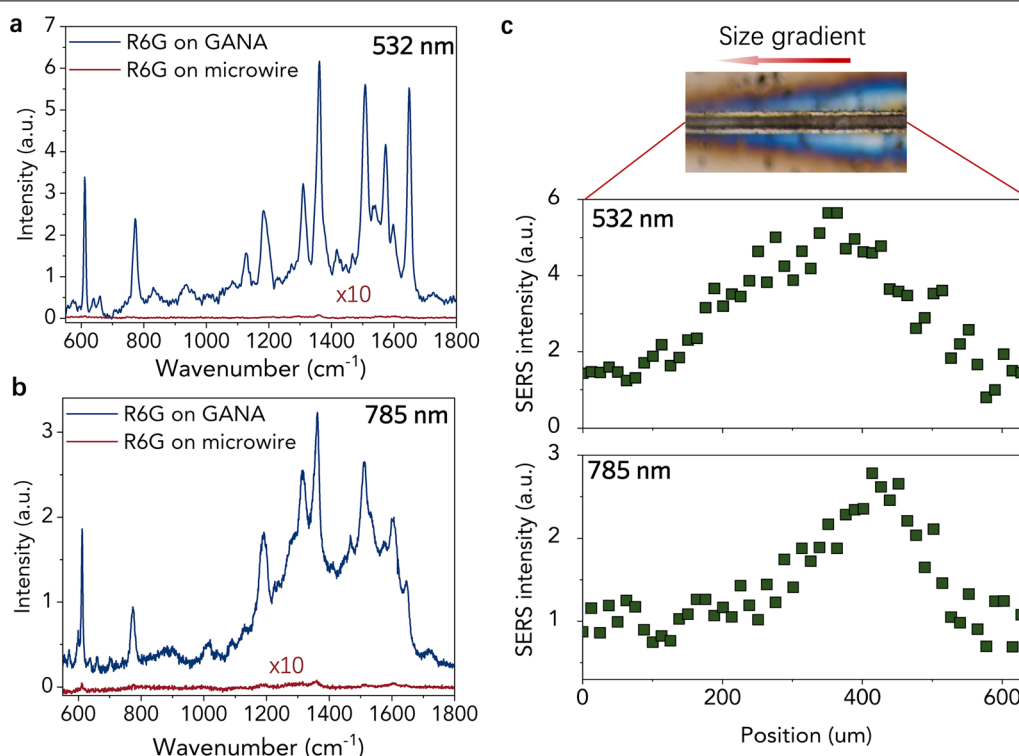 a
7
6
5
4
3
2
1
0
R6G on GANA
R6G on microwire
532 nm
x10
600 800 1000 1200 1400 1600 1800
Intensity (a.u.)
Wavenumber (cm⁻¹)
b
3
2
1
0
R6G on GANA
R6G on microwire
785 nm
x10
600 800 1000 1200 1400 1600 1800
Intensity (a.u.)
Wavenumber (cm⁻¹)
c
Size gradient
6
4
2
0
532 nm
SERS intensity (a.u.)
3
2
1
785 nm
SERS intensity (a.u.)
0 200 400 600
Position (um)